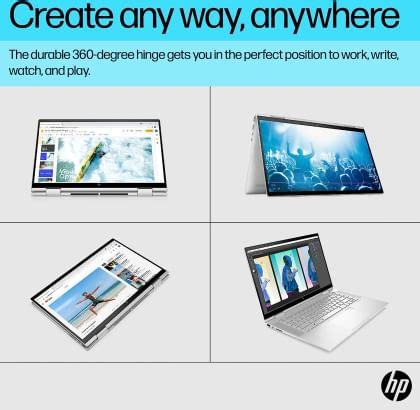 Create any way, anywhere
The durable 360-degree hinge gets you in the perfect position to work, write,
watch, and play.
hp